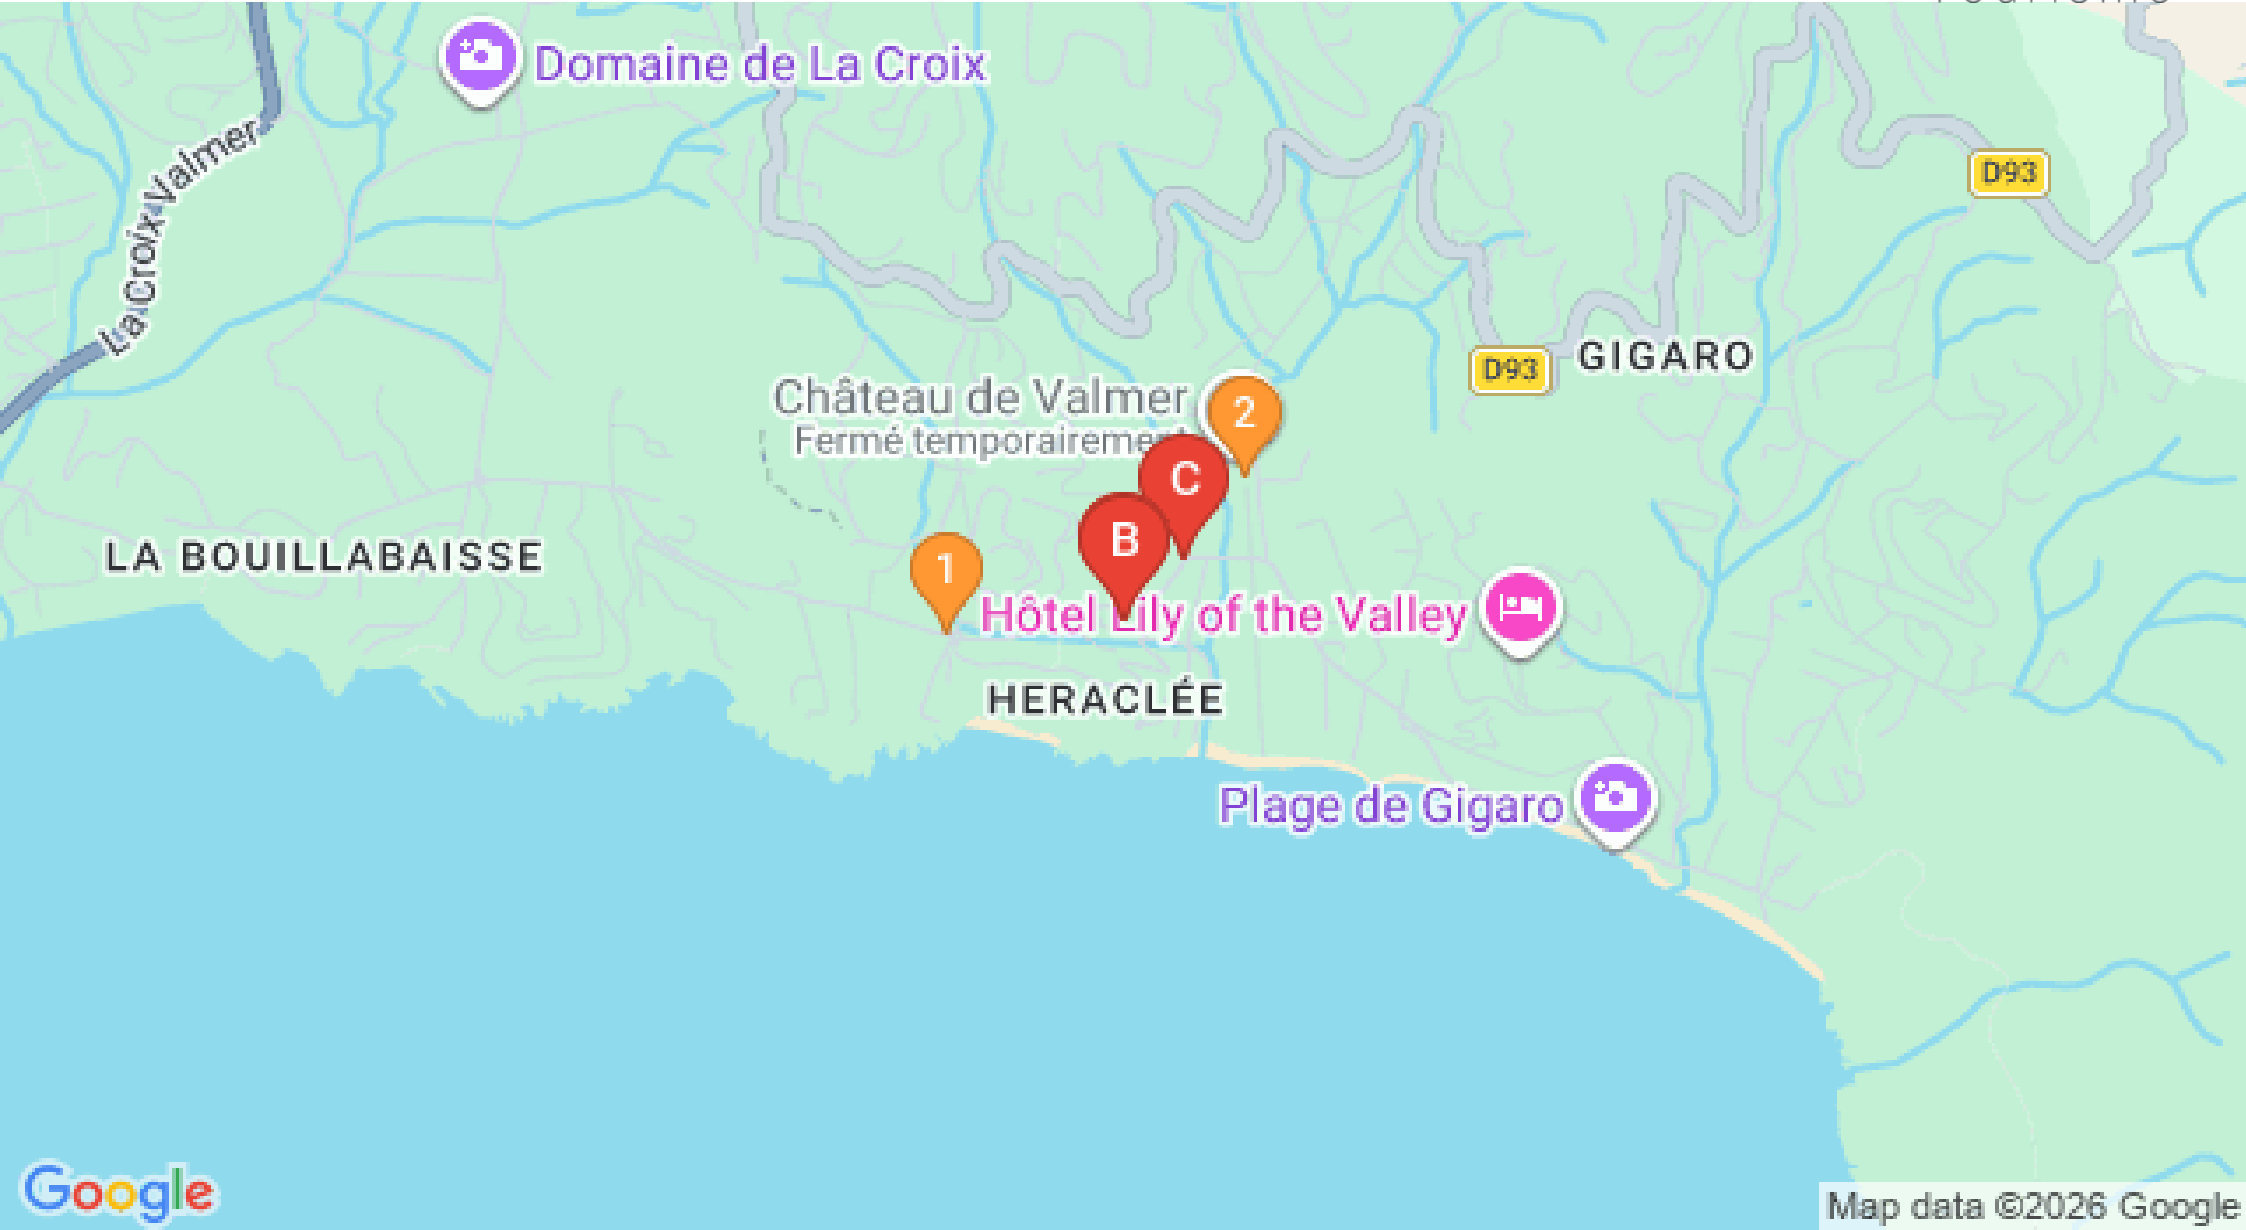 Domaine de La Croix
La Croix-Valmer
D93
D93
GIGARO
Château de Valmer
Fermé temporairement
2
C
B
1
LA BOUILLABAISSE
Hôtel Lily of the Valley
HERACLÉE
Plage de Gigaro
Google
Map data ©2026 Google